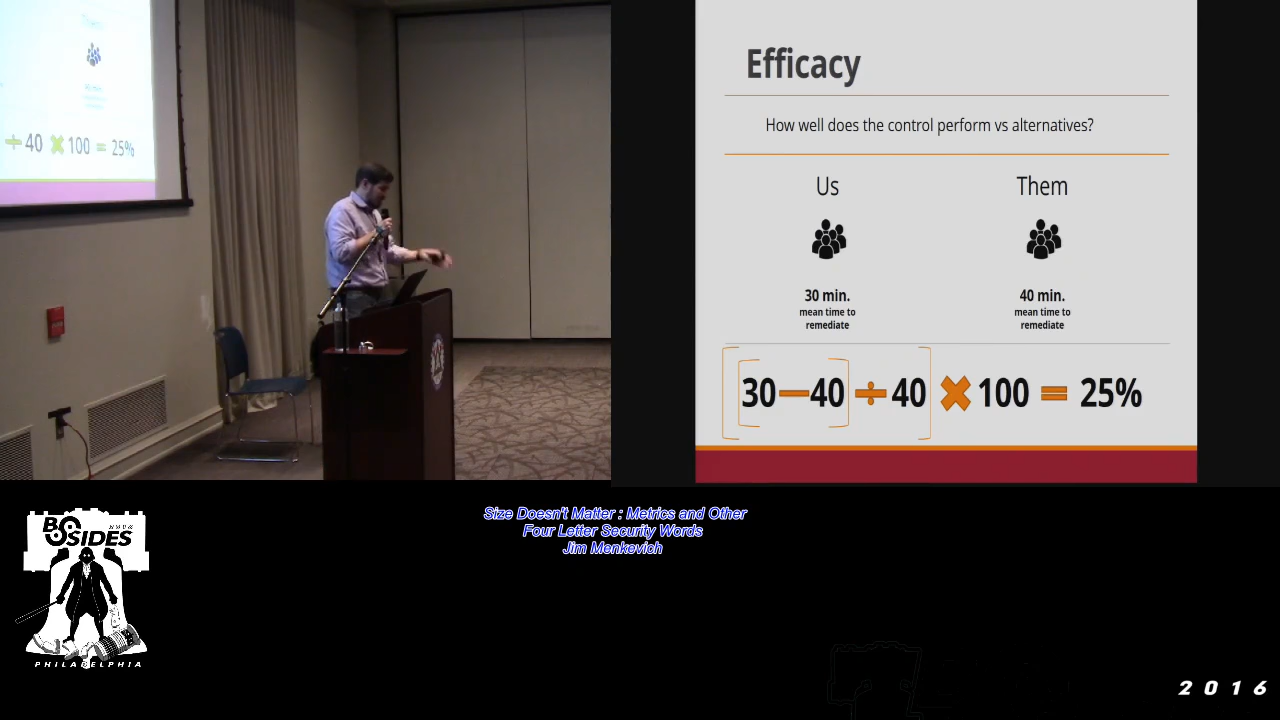 Efficacy
How well does the control perform vs alternatives?
Us
Them
30 min.
mean time to
remediate
40 min.
mean time to
remediate
[[30 — 40] ÷ 40] ✖ 100 = 25%
÷ 40 ✖ 100 = 25%
Size Doesn't Matter : Metrics and Other
Four Letter Security Words
Jim Menkevich
BSIDES
PHILADELPHIA
2016